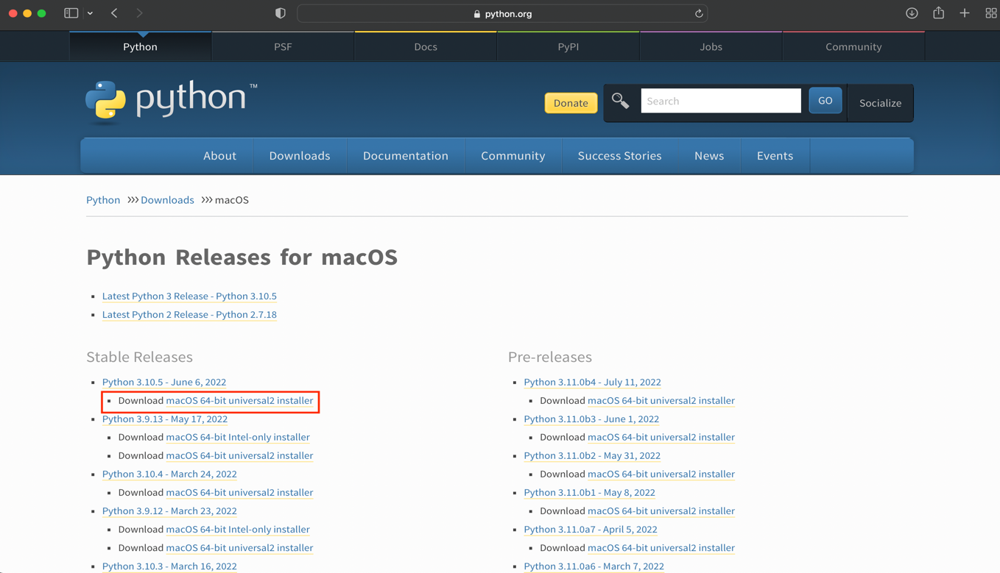 python.org
Python
PSF
Docs
PyPI
Jobs
Community
python™
Donate
Search
GO
Socialize
About
Downloads
Documentation
Community
Success Stories
News
Events
Python >>> Downloads >>> macOS
Python Releases for macOS
Latest Python 3 Release - Python 3.10.5
Latest Python 2 Release - Python 2.7.18
Stable Releases
Python 3.10.5 - June 6, 2022
Download macOS 64-bit universal2 installer
Python 3.9.13 - May 17, 2022
Download macOS 64-bit Intel-only installer
Download macOS 64-bit universal2 installer
Python 3.10.4 - March 24, 2022
Download macOS 64-bit universal2 installer
Python 3.9.12 - March 23, 2022
Download macOS 64-bit Intel-only installer
Download macOS 64-bit universal2 installer
Python 3.10.3 - March 16, 2022
Pre-releases
Python 3.11.0b4 - July 11, 2022
Download macOS 64-bit universal2 installer
Python 3.11.0b3 - June 1, 2022
Download macOS 64-bit universal2 installer
Python 3.11.0b2 - May 31, 2022
Download macOS 64-bit universal2 installer
Python 3.11.0b1 - May 8, 2022
Download macOS 64-bit universal2 installer
Python 3.11.0a7 - April 5, 2022
Download macOS 64-bit universal2 installer
Python 3.11.0a6 - March 7, 2022